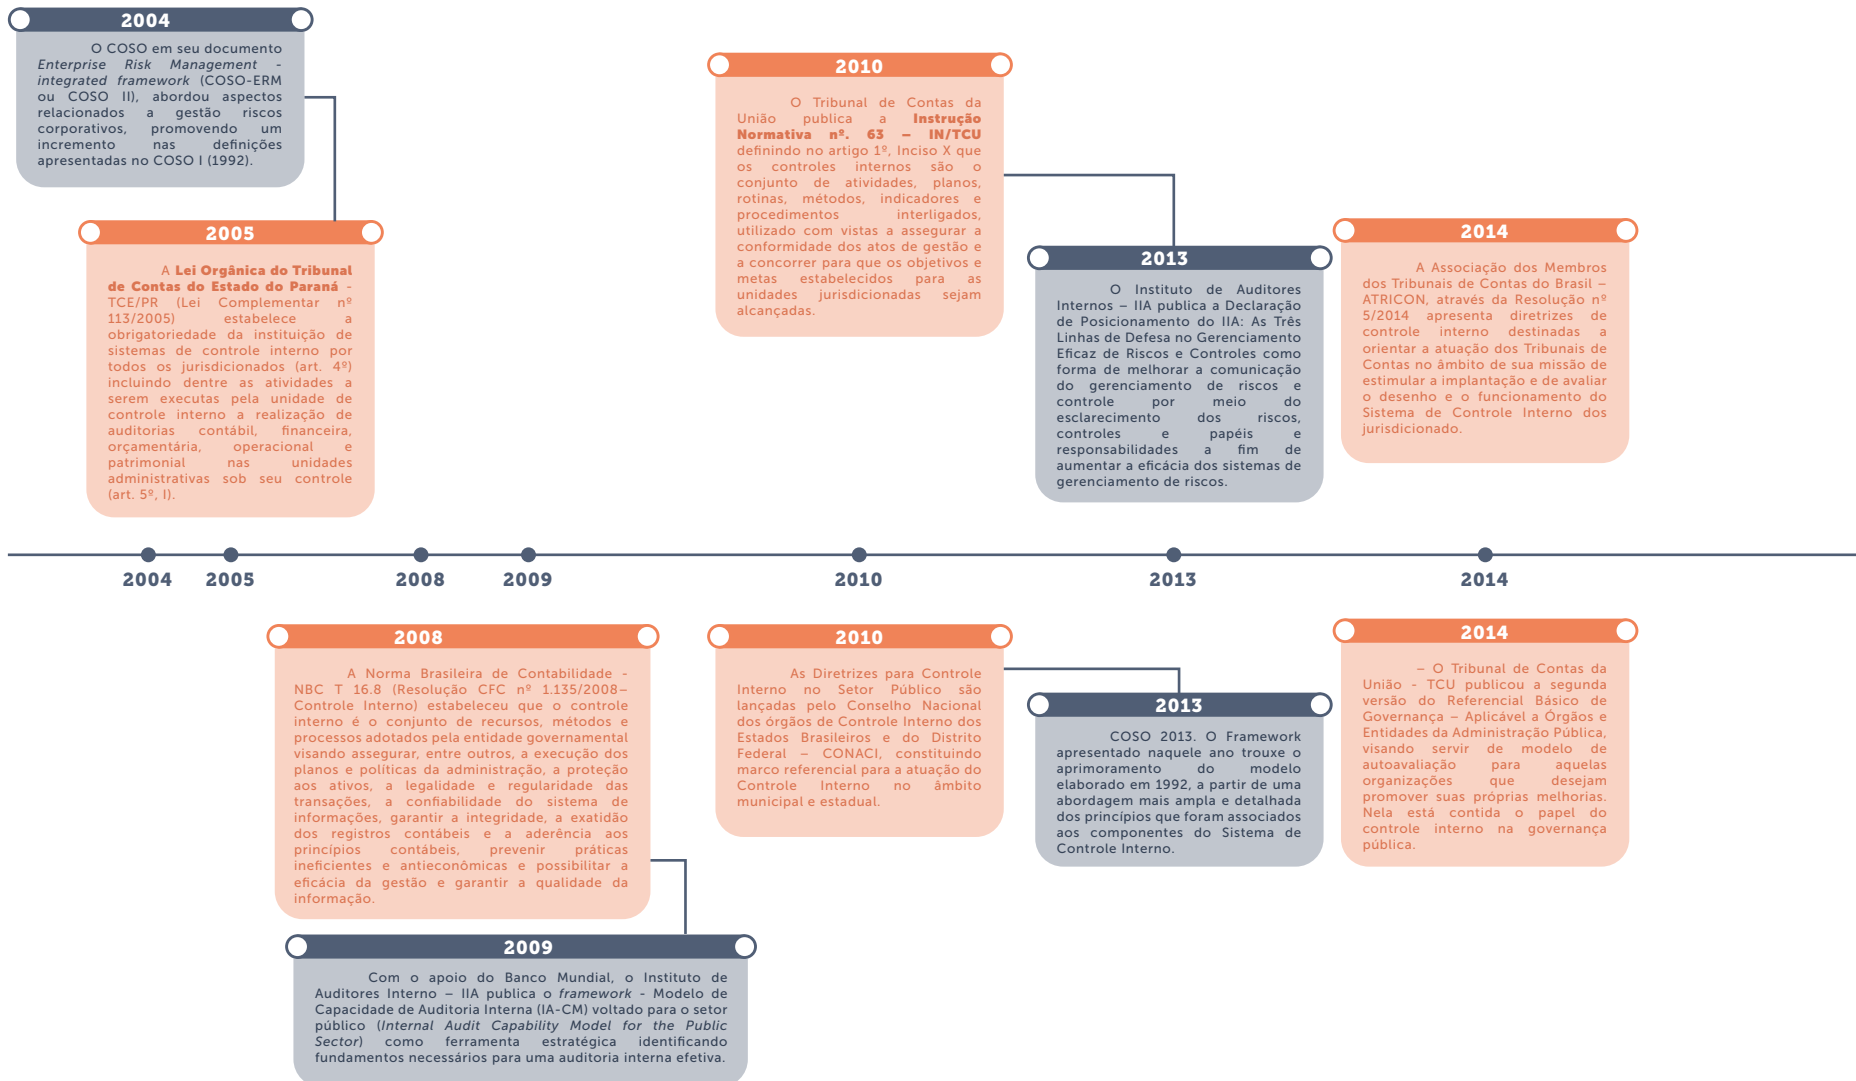 2004
O COSO em seu documento
Enterprise Risk Management -
integrated framework (COSO-ERM
ou COSO II), abordou aspectos
relacionados a gestão riscos
corporativos, promovendo um
incremento nas definições
apresentadas no COSO I (1992).
2005
A Lei Orgânica do Tribunal
de Contas do Estado do Paraná -
TCE/PR (Lei Complementar nº
113/2005) estabelece a
obrigatoriedade da instituição de
sistemas de controle interno por
todos os jurisdicionados (art. 4º)
incluindo dentre as atividades a
serem executas pela unidade de
controle interno a realização de
auditorias contábil, financeira,
orçamentária, operacional e
patrimonial nas unidades
administrativas sob seu controle
(art. 5º, I).
2010
O Tribunal de Contas da
União publica a Instrução
Normativa nº. 63 – IN/TCU
definindo no artigo 1º, Inciso X que
os controles internos são o
conjunto de atividades, planos,
rotinas, métodos, indicadores e
procedimentos interligados,
utilizado com vistas a assegurar a
conformidade dos atos de gestão e
a concorrer para que os objetivos e
metas estabelecidos para as
unidades jurisdicionadas sejam
alcançadas.
2013
O Instituto de Auditores
Internos – IIA publica a Declaração
de Posicionamento do IIA: As Três
Linhas de Defesa no Gerenciamento
Eficaz de Riscos e Controles como
forma de melhorar a comunicação
do gerenciamento de riscos e
controle por meio do
esclarecimento dos riscos,
controles e papéis e
responsabilidades a fim de
aumentar a eficácia dos sistemas de
gerenciamento de riscos.
2014
A Associação dos Membros
dos Tribunais de Contas do Brasil –
ATRICON, através da Resolução nº
5/2014 apresenta diretrizes de
controle interno destinadas a
orientar a atuação dos Tribunais de
Contas no âmbito de sua missão de
estimular a implantação e de avaliar
o desenho e o funcionamento do
Sistema de Controle Interno dos
jurisdicionado.
2004 2005 2008 2009 2010 2013 2014
2008
A Norma Brasileira de Contabilidade -
NBC T 16.8 (Resolução CFC nº 1.135/2008–
Controle Interno) estabeleceu que o controle
interno é o conjunto de recursos, métodos e
processos adotados pela entidade governamental
visando assegurar, entre outros, a execução dos
planos e políticas da administração, a proteção
aos ativos, a legalidade e regularidade das
transações, a confiabilidade do sistema de
informações, garantir a integridade, a exatidão
dos registros contábeis e a aderência aos
princípios contábeis, prevenir práticas
ineficientes e antieconômicas e possibilitar a
eficácia da gestão e garantir a qualidade da
informação.
2009
Com o apoio do Banco Mundial, o Instituto de
Auditores Interno – IIA publica o framework - Modelo de
Capacidade de Auditoria Interna (IA-CM) voltado para o setor
público (Internal Audit Capability Model for the Public
Sector) como ferramenta estratégica identificando
fundamentos necessários para uma auditoria interna efetiva.
2010
As Diretrizes para Controle
Interno no Setor Público são
lançadas pelo Conselho Nacional
dos órgãos de Controle Interno dos
Estados Brasileiros e do Distrito
Federal – CONACI, constituindo
marco referencial para a atuação do
Controle Interno no âmbito
municipal e estadual.
2013
COSO 2013. O Framework
apresentado naquele ano trouxe o
aprimoramento do modelo
elaborado em 1992, a partir de uma
abordagem mais ampla e detalhada
dos princípios que foram associados
aos componentes do Sistema de
Controle Interno.
2014
– O Tribunal de Contas da
União - TCU publicou a segunda
versão do Referencial Básico de
Governança – Aplicável a Órgãos e
Entidades da Administração Pública,
visando servir de modelo de
autoavaliação para aquelas
organizações que desejam
promover suas próprias melhorias.
Nela está contida o papel do
controle interno na governança
pública.